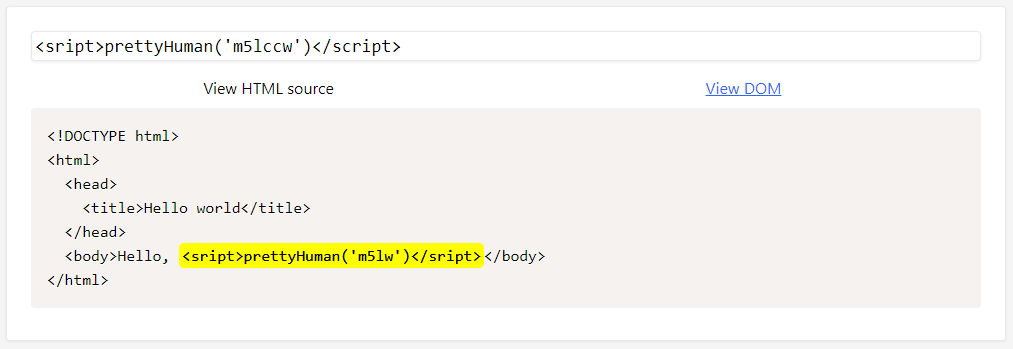 <sript>prettyHuman('m5lccw')</script>
View HTML source
View DOM
<!DOCTYPE html>
<html>
  <head>
    <title>Hello world</title>
  </head>
  <body>Hello, <sript>prettyHuman('m5lw')</sript></body>
</html>